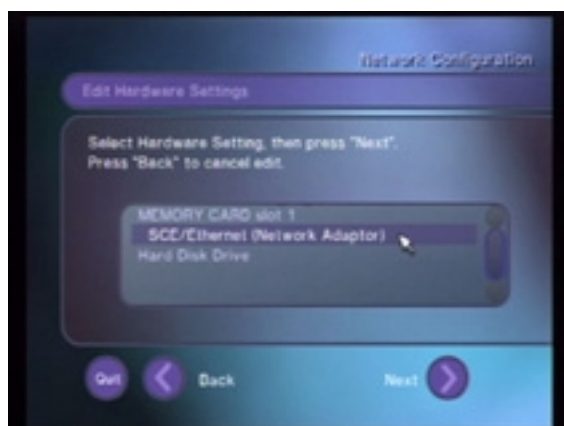 Network Configuration
Edit Hardware Settings
Select Hardware Setting, then press "Next".
Press "Back" to cancel edit.
MEMORY CARD slot 1
SCE/Ethernet (Network Adaptor)
Hard Disk Drive
Quit
Back
Next